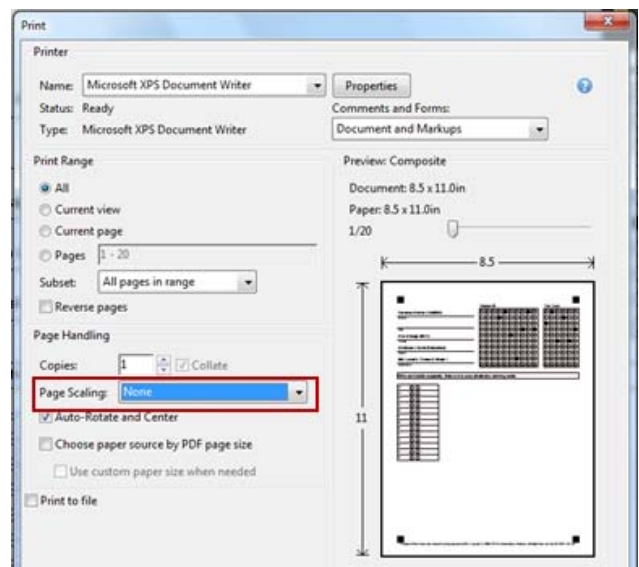 Print
Printer
Name: Microsoft XPS Document Writer Properties
Status: Ready Comments and Forms:
Type: Microsoft XPS Document Writer Document and Markups
Print Range Preview: Composite
All Document: 8.5 x 11.0in
Current view Paper: 8.5 x 11.0in
Current page 1/20
Pages 1 - 20
Subset: All pages in range 8.5
Reverse pages
Page Handling
Copies: 1 Collate
Page Scaling: None
Auto-Rotate and Center 11
Choose paper source by PDF page size
Use custom paper size when needed
Print to file